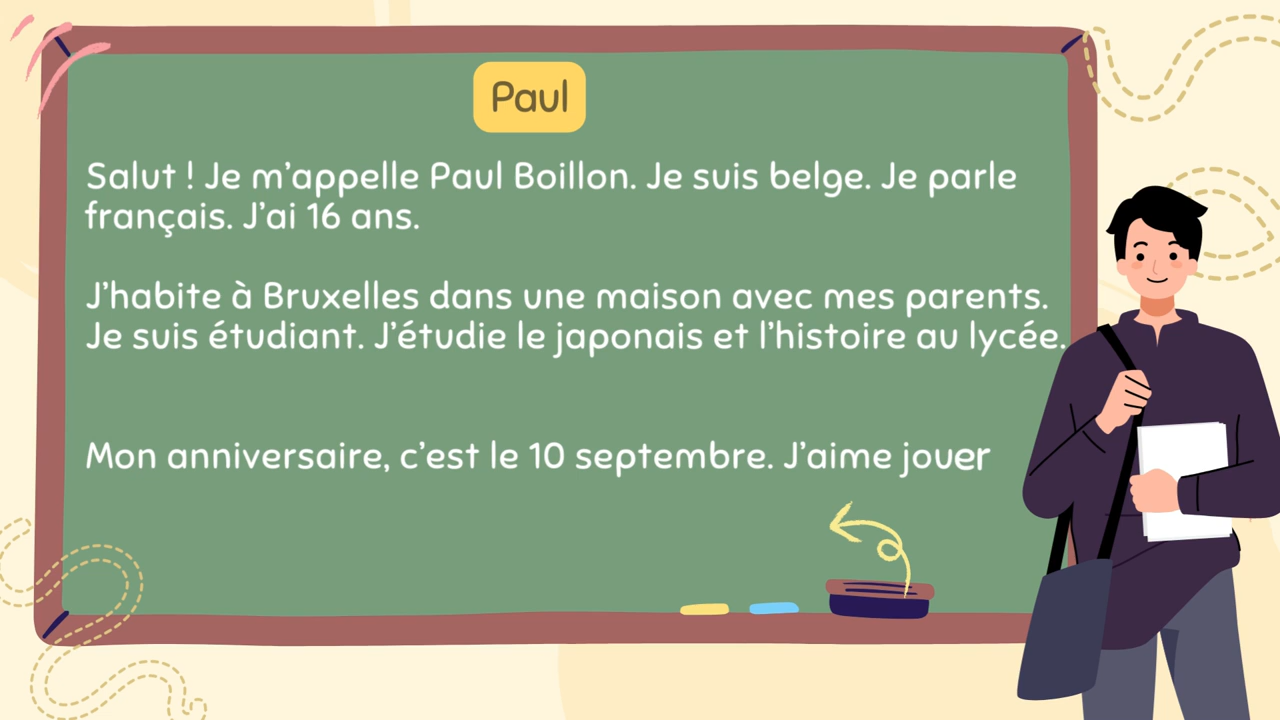 Paul
Salut ! Je m’appelle Paul Boillon. Je suis belge. Je parle
français. J’ai 16 ans.
J’habite à Bruxelles dans une maison avec mes parents.
Je suis étudiant. J’étudie le japonais et l’histoire au lycée.
Mon anniversaire, c’est le 10 septembre. J’aime jouer